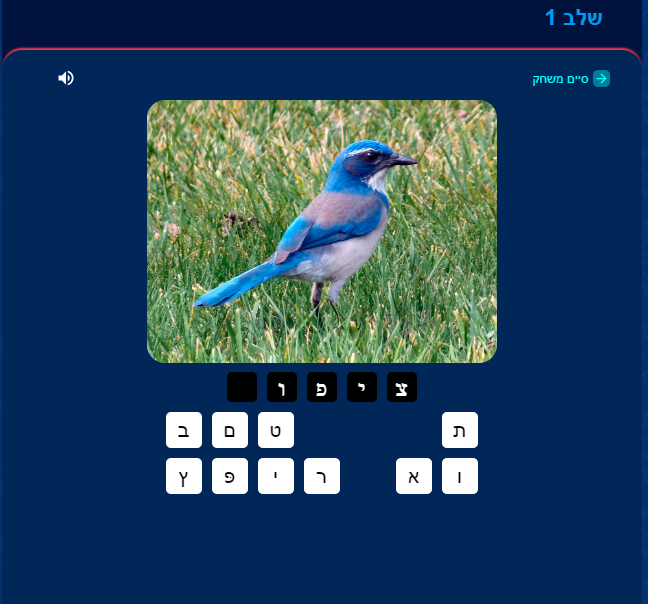 שלב 1
סיים משחק
צ י פ ו
ת ט ם ב
ו א ר י פ ץ